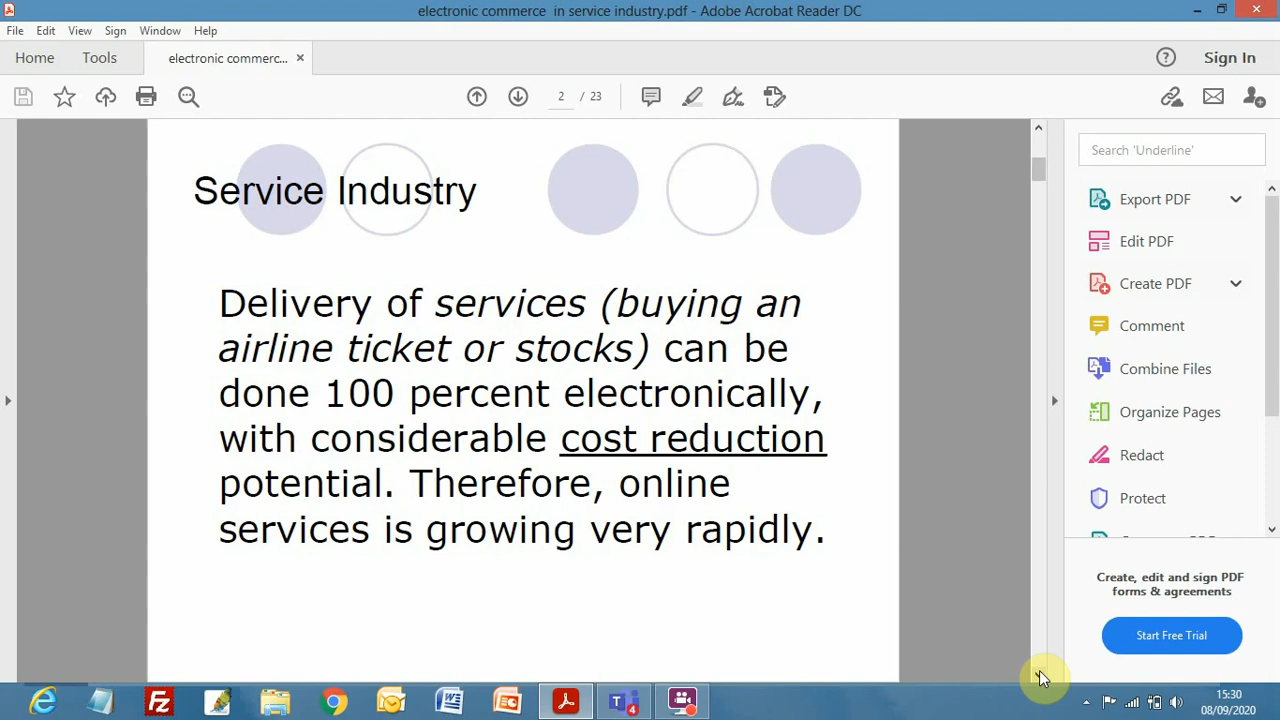 electronic commerce  in service industry.pdf - Adobe Acrobat Reader DC
File Edit View Sign Window Help
Home Tools electronic commerc... × Sign In
2 / 23
Search 'Underline'
Service Industry
Delivery of services (buying an
airline ticket or stocks) can be
done 100 percent electronically,
with considerable cost reduction
potential. Therefore, online
services is growing very rapidly.
Export PDF
Edit PDF
Create PDF
Comment
Combine Files
Organize Pages
Redact
Protect
Create, edit and sign PDF
forms & agreements
Start Free Trial
4
15:30
08/09/2020